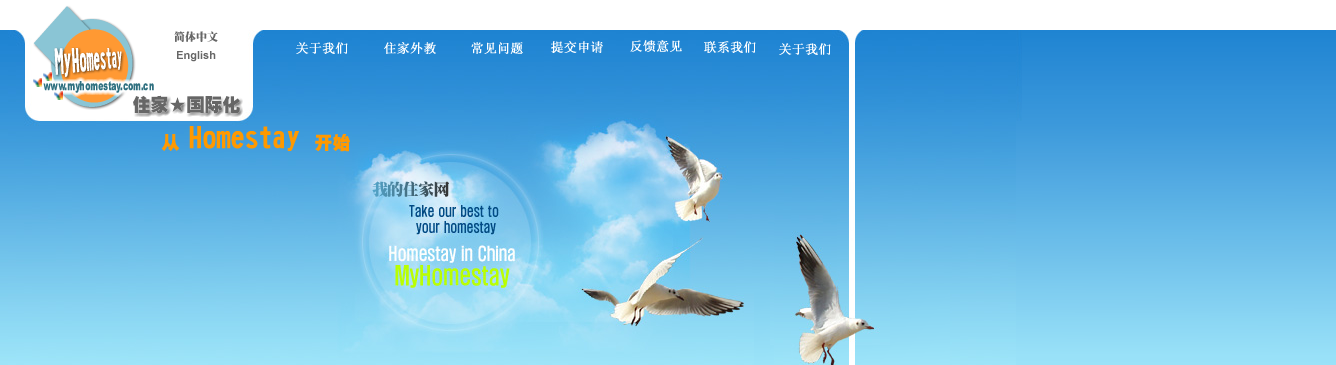 简体中文
English
MyHomestay
www.myhomestay.com.cn
住家★国际化
关于我们 住家外教 常见问题 提交申请 反馈意见 联系我们 关于我们
从 Homestay 开始
我的住家网
Take our best to
your homestay
Homestay in China
MyHomestay